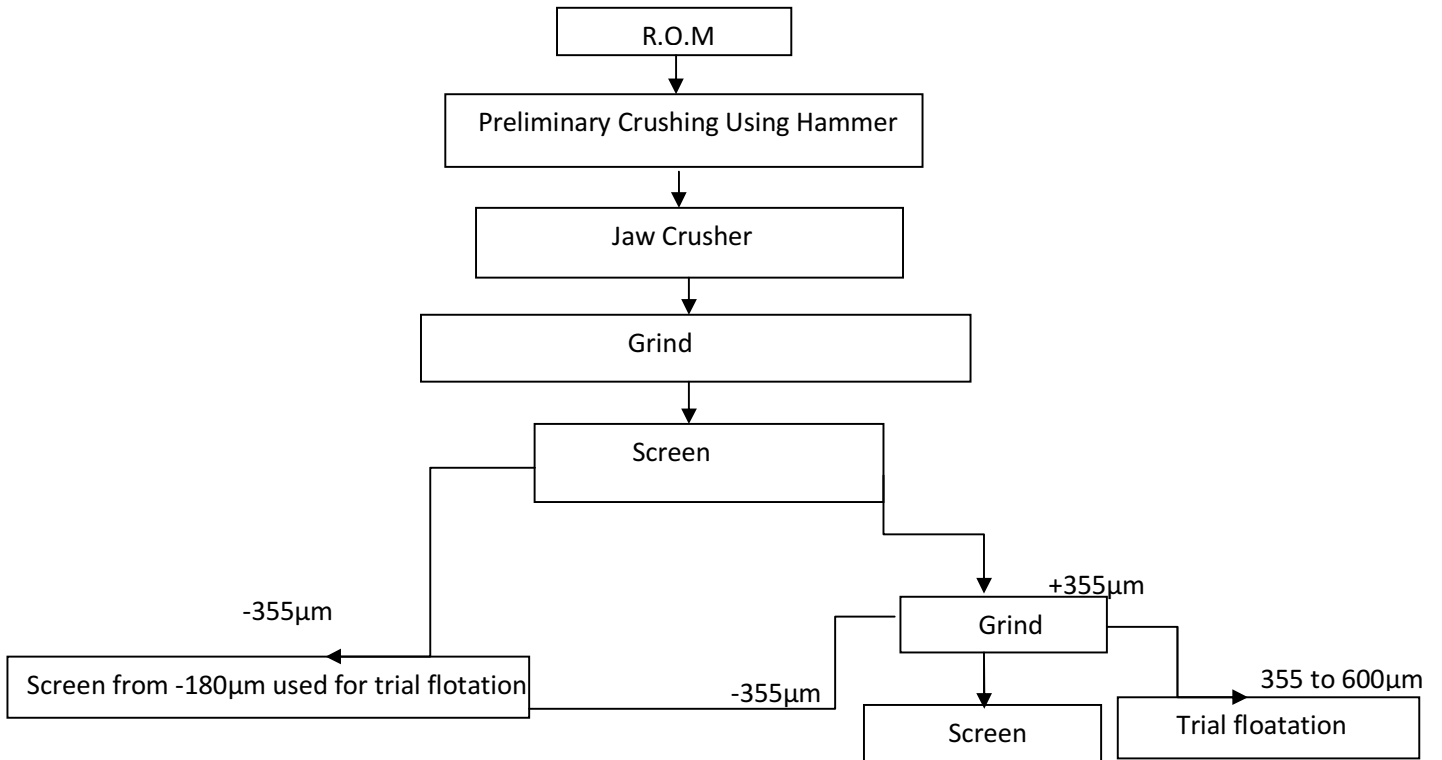 R.O.M
Preliminary Crushing Using Hammer
Jaw Crusher
Grind
Screen
-355µm
+355µm
Grind
Screen from -180µm used for trial flotation
-355µm
355 to 600µm
Trial floatation
Screen